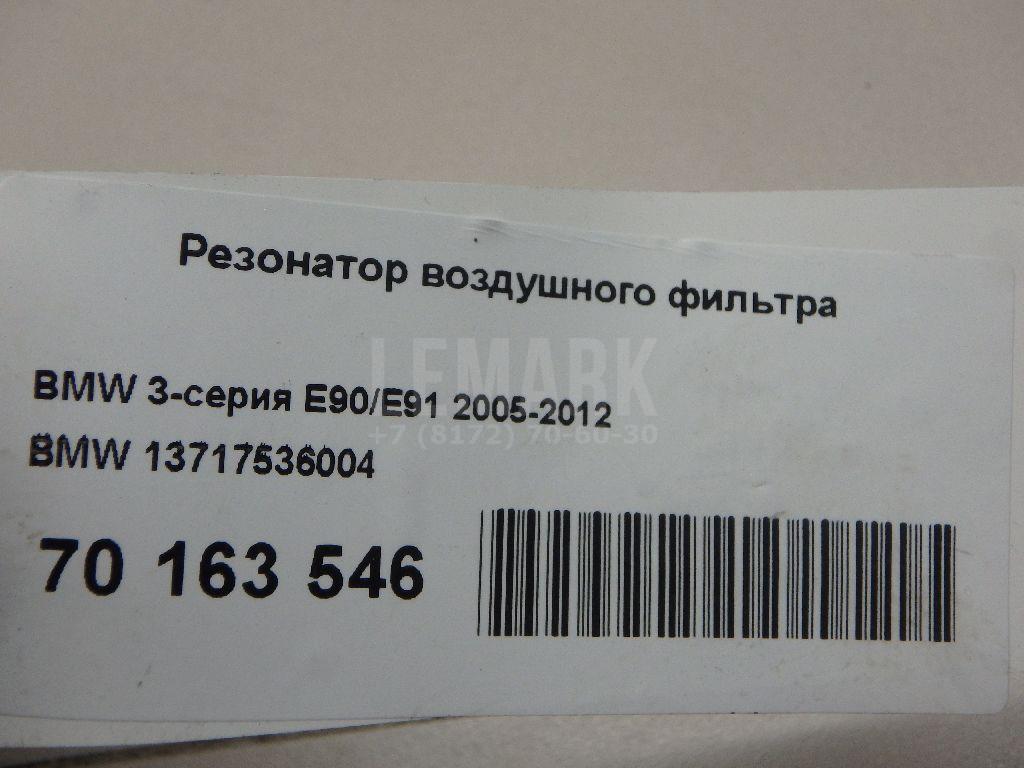 Резонатор воздушного фильтра
LEMARK
BMW 3-серия E90/E91 2005-2012
+7 (8172) 70-60-30
BMW 13717536004
70 163 546